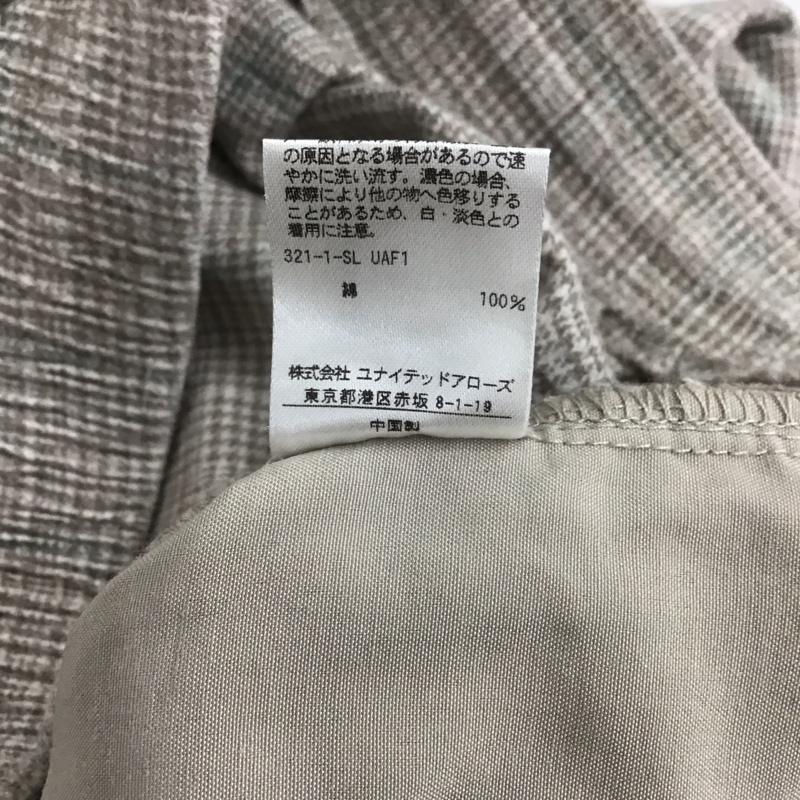 の原因となる場合があるので速
やかに洗い流す。濃色の場合、
摩擦により他の物へ色移りする
ことがあるため、白・淡色との
着用に注意。
321-1-SL UAF1
綿 100%
株式会社 ユナイテッドアローズ
東京都港区赤坂 8-1-19
中国製